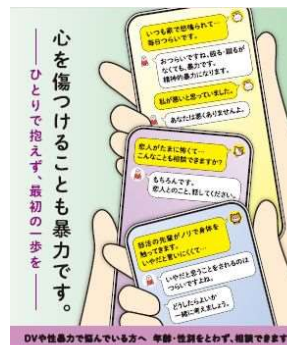 心を傷つけることも暴力です。
ひとりで抱えず、最初の一歩を
いつも家で怒鳴られて…
毎日つらいです。
おつらいですね。殴る・蹴るが
なくても、暴力です。
精神的暴力になります。
私が悪いと思っていました。
あなたは悪くありませんよ。
恋人がたまに怖くて…
こんなことも相談できますか?
もちろんです。
恋人とのこと、話してください。
部活の先輩がノリで身体を
触ってきます。
いやだと言いにくくて…
いやだと思うことをされるのは
つらいですよね。
どうしたらよいか
一緒に考えましょう。
DVや性暴力で悩んでいる方へ 年齢・性別をとわず、相談できます